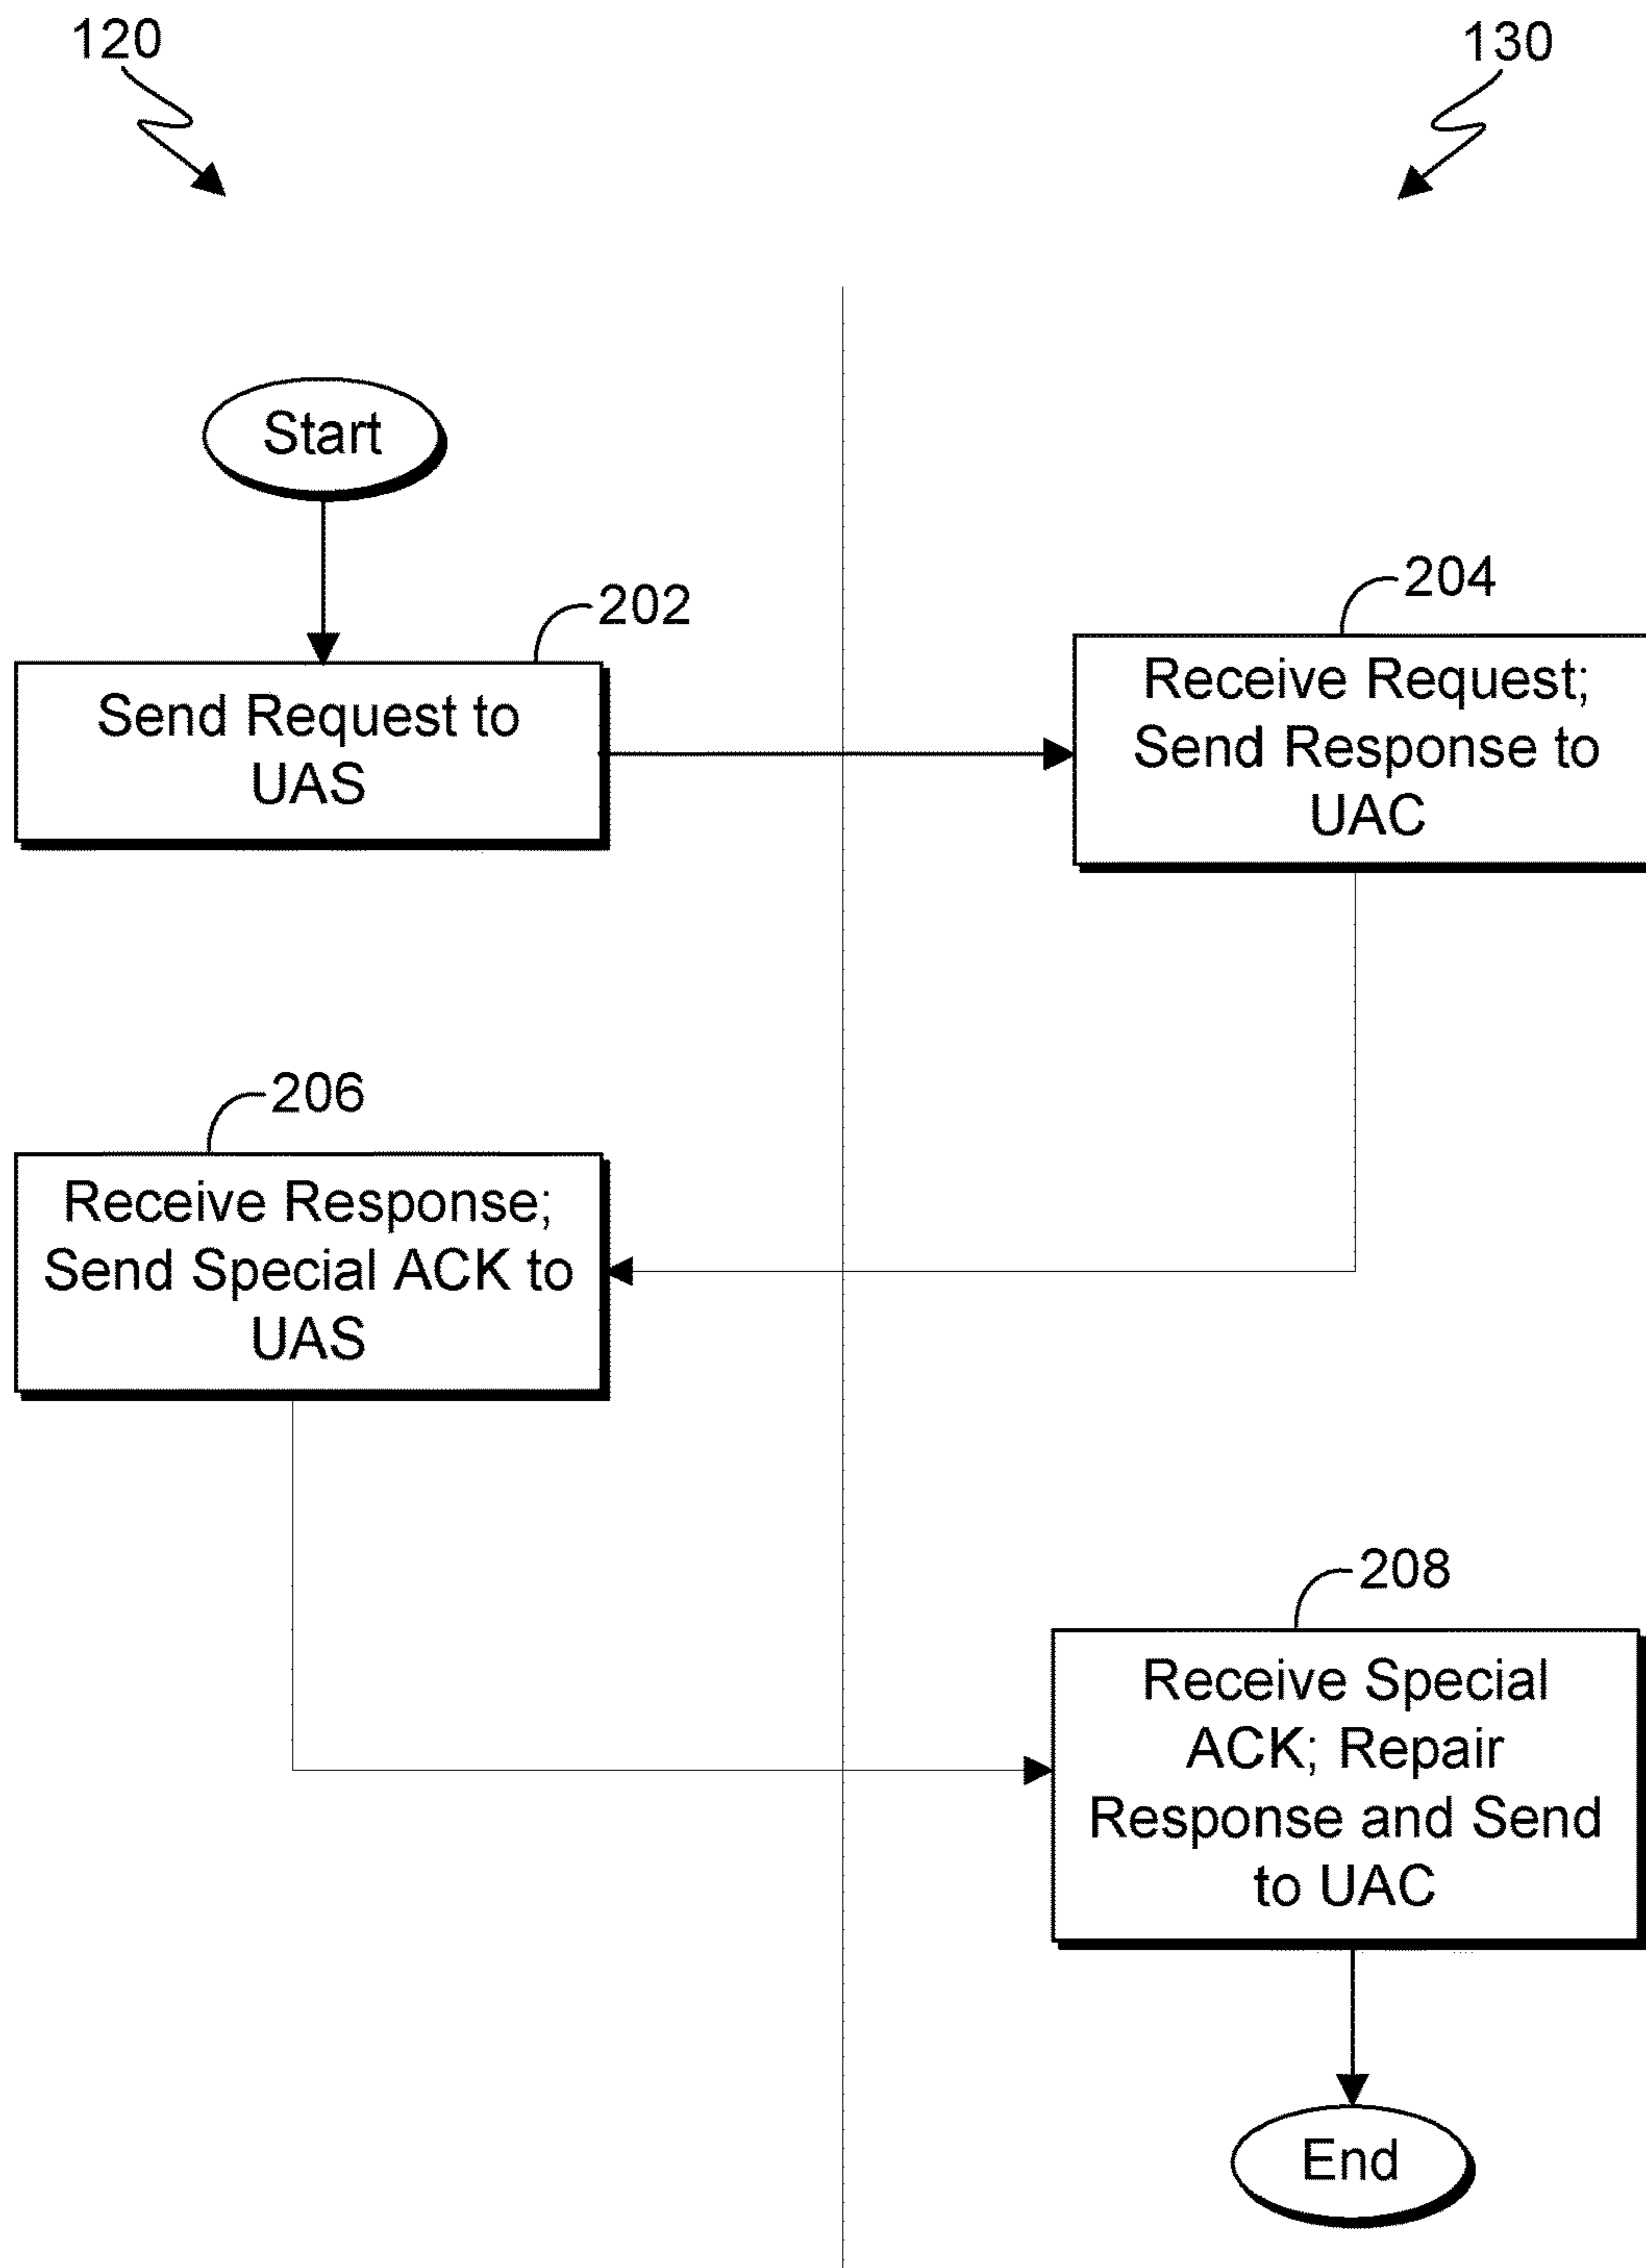 120
130
Start
202
Send Request to
UAS
204
Receive Request;
Send Response to
UAC
206
Receive Response;
Send Special ACK to
UAS
208
Receive Special
ACK; Repair
Response and Send
to UAC
End